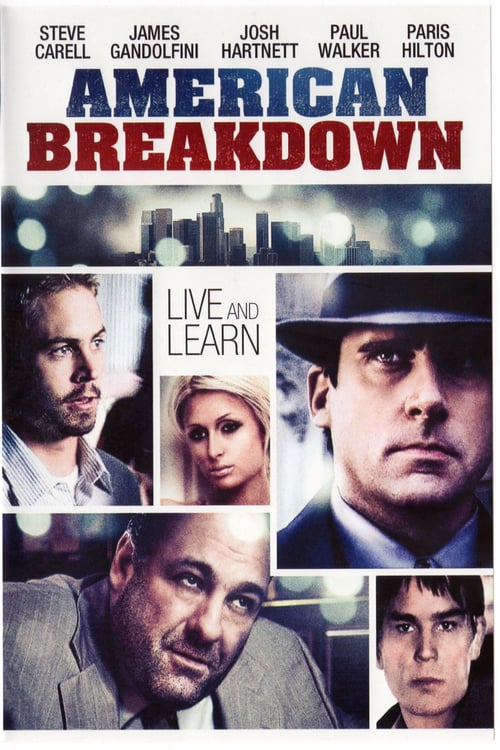 STEVE CARELL
JAMES GANDOLFINI
JOSH HARTNETT
PAUL WALKER
PARIS HILTON
AMERICAN
BREAKDOWN
LIVE AND
LEARN